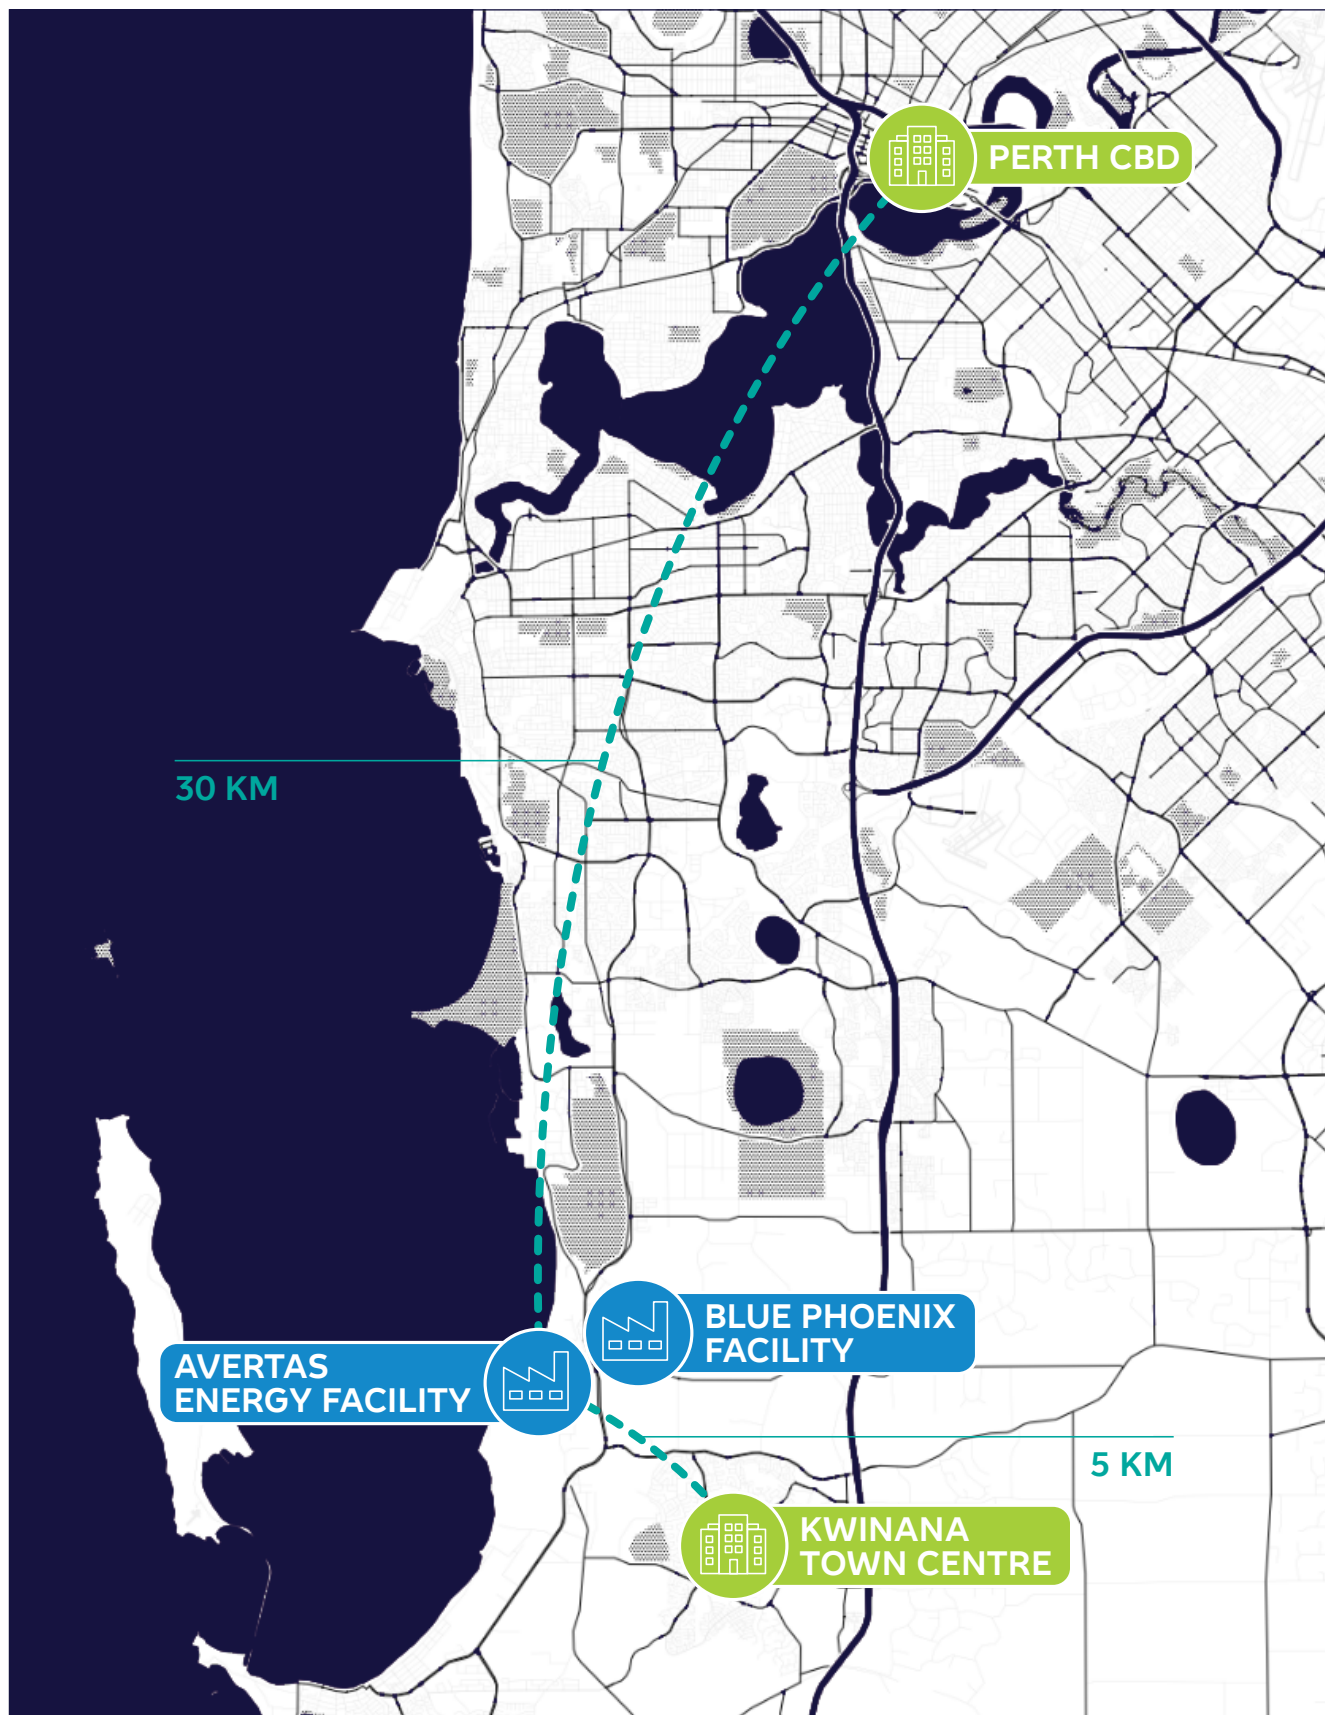 PERTH CBD
30 KM
BLUE PHOENIX
FACILITY
AVERTAS
ENERGY FACILITY
5 KM
KWINANA
TOWN CENTRE